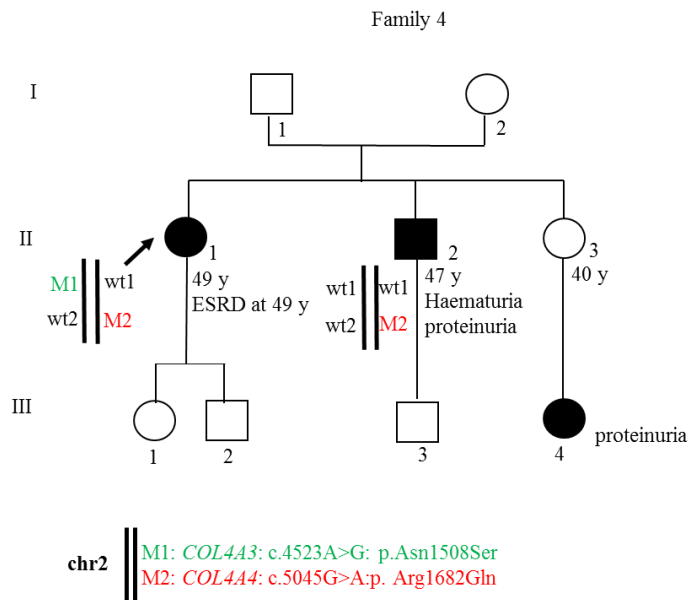 Family 4
I
1
2
II
1
2
3
49 y
ESRD at 49 y
47 y
Haematuria
proteinuria
40 y
M1 wt1
wt2 M2
wt1 wt1
wt2 M2
III
1
2
3
4
proteinuria
chr2
M1: COL4A3: c.4523A>G: p.Asn1508Ser
M2: COL4A4: c.5045G>A:p. Arg1682Gln